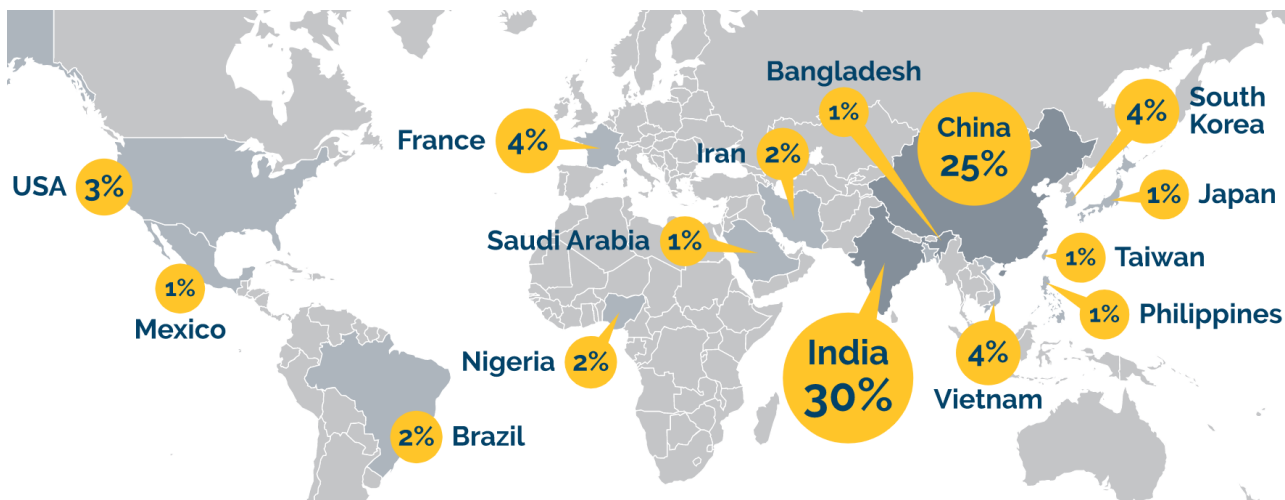 Bangladesh
1%
China
25%
4%
South
Korea
France
4%
Iran
2%
USA
3%
1%
Japan
Saudi Arabia
1%
1%
Taiwan
1%
Mexico
1%
Philippines
India
30%
Nigeria
2%
4%
Vietnam
2%
Brazil